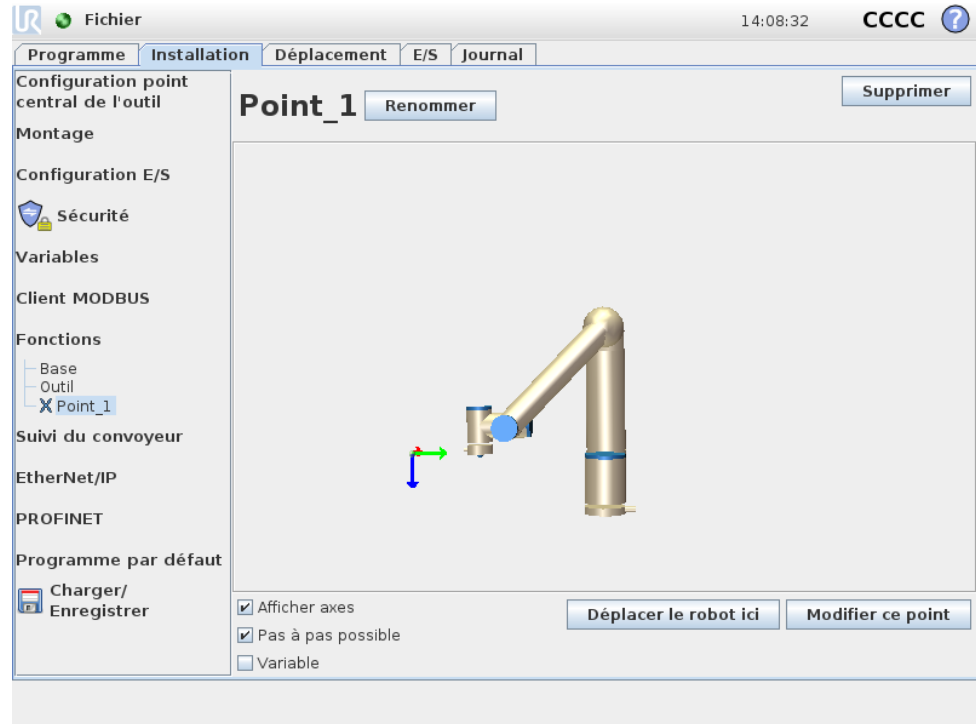 UR Fichier 14:08:32 CCCC ?
Programme Installation Déplacement E/S Journal
Configuration point
central de l'outil
Montage
Configuration E/S
Sécurité
Variables
Client MODBUS
Fonctions
Base
Outil
Point_1
Suivi du convoyeur
EtherNet/IP
PROFINET
Programme par défaut
Charger/
Enregistrer
Point_1 Renommer Supprimer
Afficher axes
Pas à pas possible
Variable
Déplacer le robot ici Modifier ce point